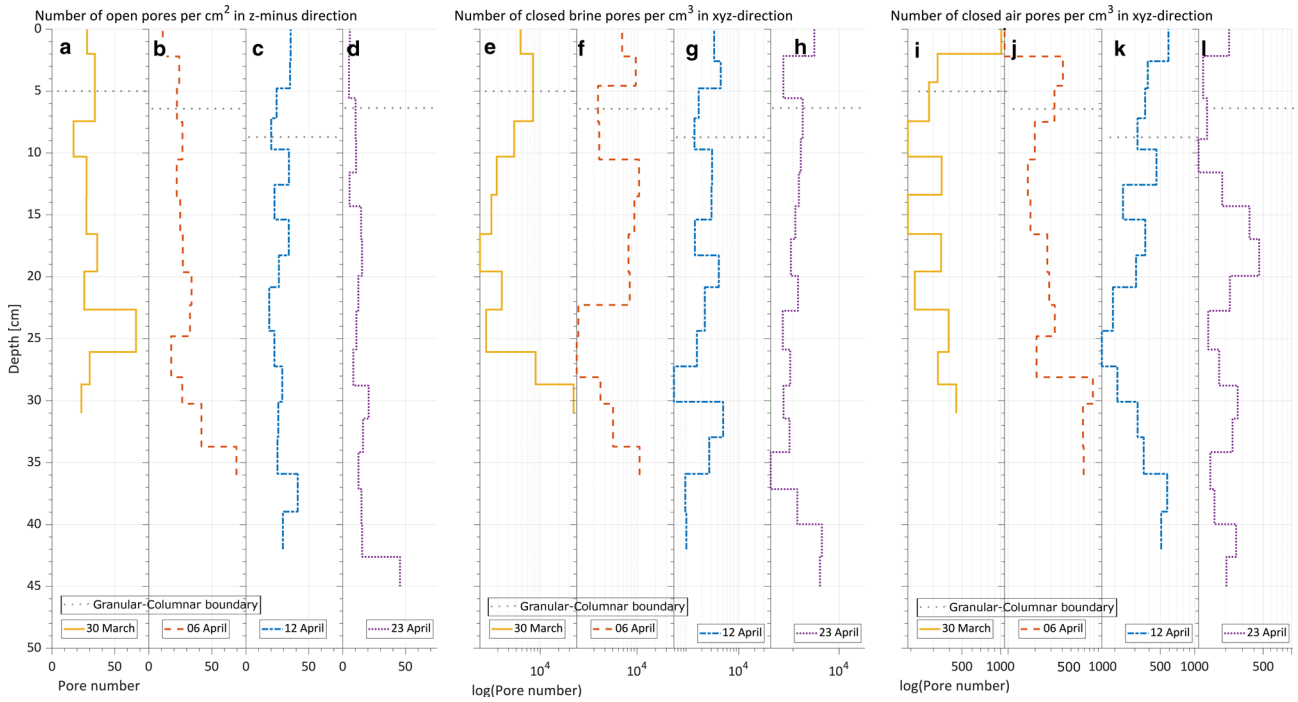 Number of open pores per cm2 in z-minus direction
Number of closed brine pores per cm3 in xyz-direction
Number of closed air pores per cm3 in xyz-direction
a b c d e f g h i j k l
0
5
10
15
20
25
30
35
40
45
50
Depth [cm]
Granular-Columnar boundary
Granular-Columnar boundary
Granular-Columnar boundary
30 March 06 April 12 April 23 April
30 March 06 April 12 April 23 April
30 March 06 April 12 April 23 April
0 50 0 50 0 50 0 50
10^4 10^4 10^4 10^4
500 1000 500 1000 500 1000 500
Pore number
log(Pore number)
log(Pore number)